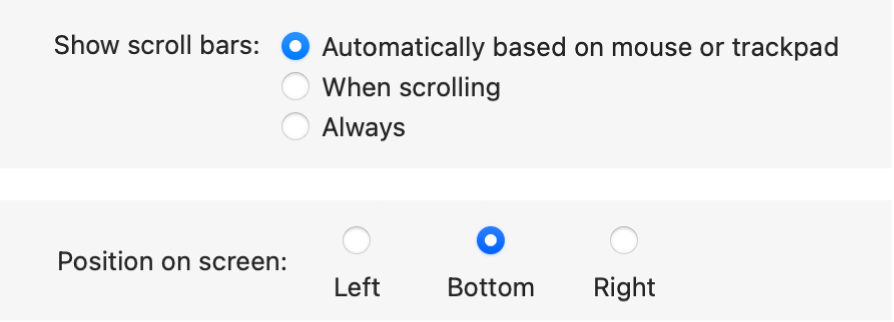 Show scroll bars: Automatically based on mouse or trackpad
When scrolling
Always
Position on screen:
Left Bottom Right